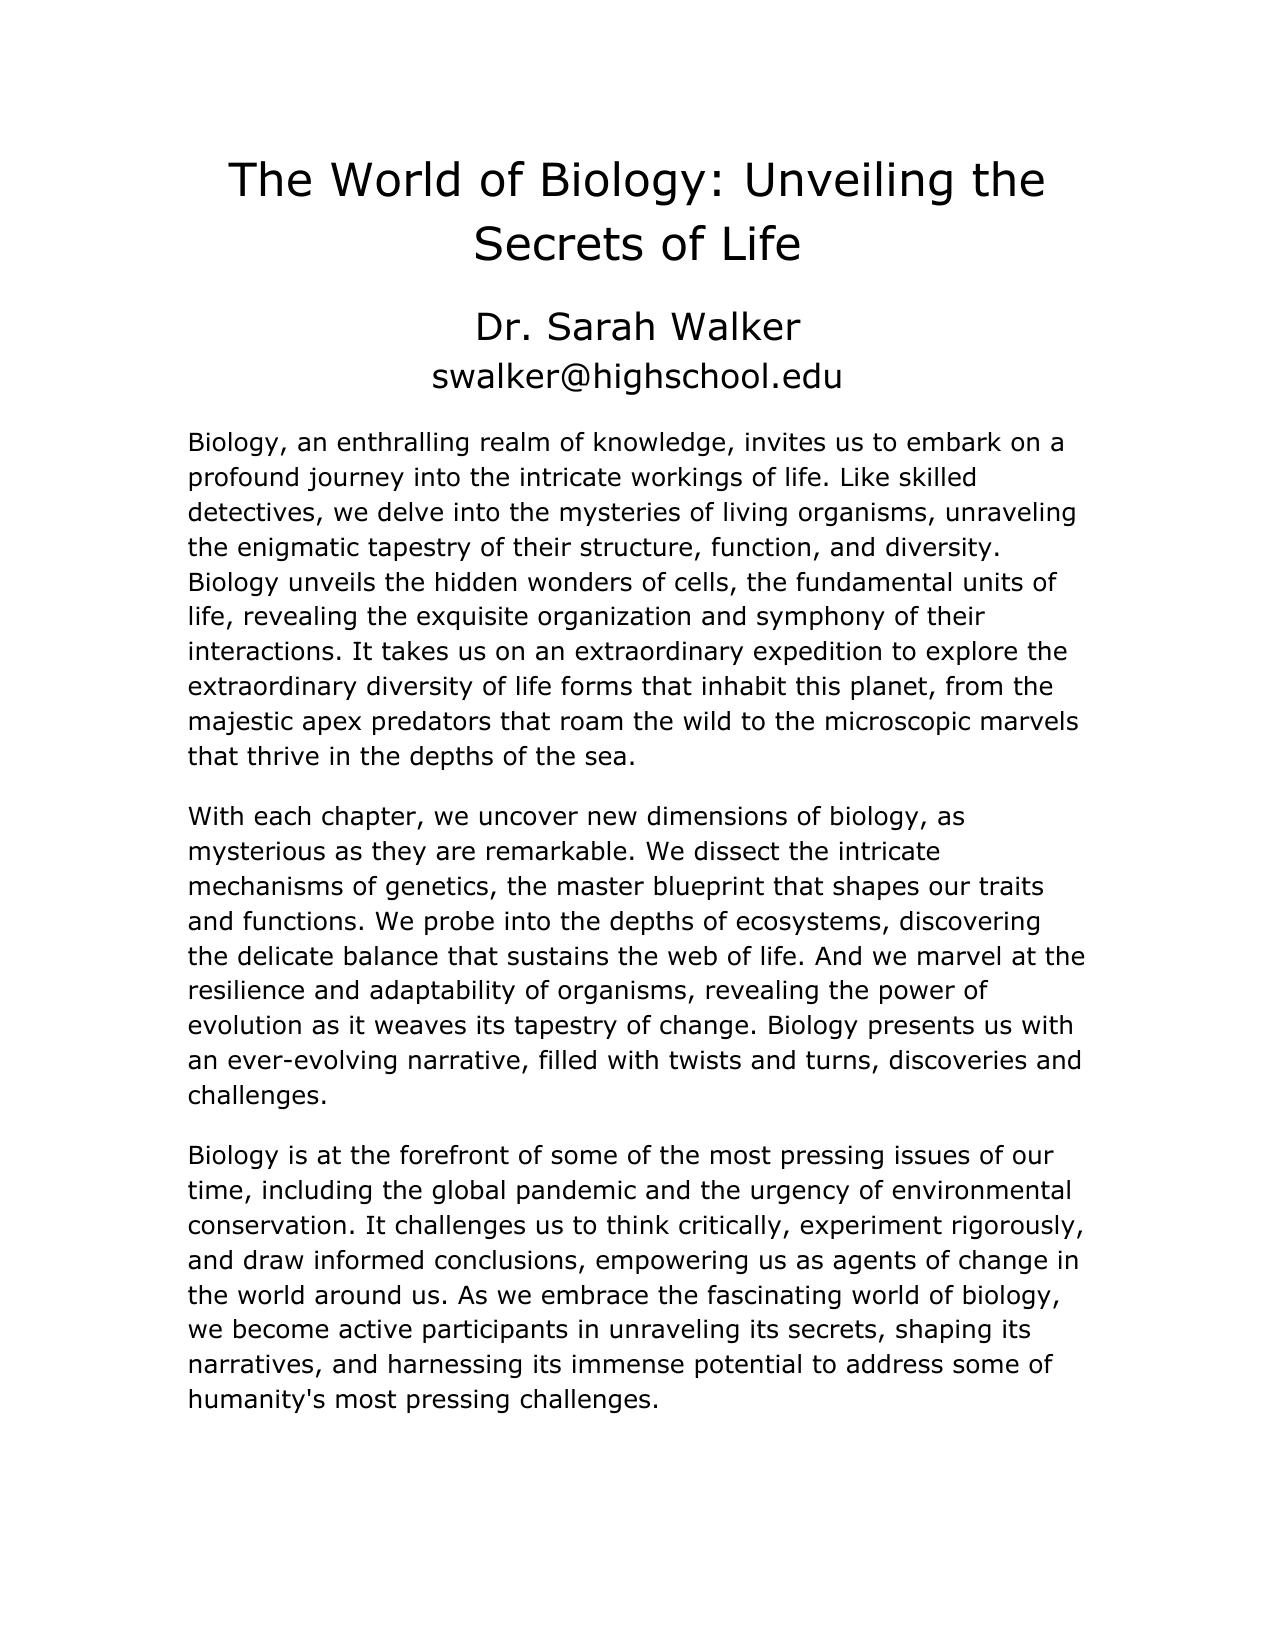 The World of Biology: Unveiling the
Secrets of Life
Dr. Sarah Walker
swalker@highschool.edu
Biology, an enthralling realm of knowledge, invites us to embark on a
profound journey into the intricate workings of life. Like skilled
detectives, we delve into the mysteries of living organisms, unraveling
the enigmatic tapestry of their structure, function, and diversity.
Biology unveils the hidden wonders of cells, the fundamental units of
life, revealing the exquisite organization and symphony of their
interactions. It takes us on an extraordinary expedition to explore the
extraordinary diversity of life forms that inhabit this planet, from the
majestic apex predators that roam the wild to the microscopic marvels
that thrive in the depths of the sea.
With each chapter, we uncover new dimensions of biology, as
mysterious as they are remarkable. We dissect the intricate
mechanisms of genetics, the master blueprint that shapes our traits
and functions. We probe into the depths of ecosystems, discovering
the delicate balance that sustains the web of life. And we marvel at the
resilience and adaptability of organisms, revealing the power of
evolution as it weaves its tapestry of change. Biology presents us with
an ever-evolving narrative, filled with twists and turns, discoveries and
challenges.
Biology is at the forefront of some of the most pressing issues of our
time, including the global pandemic and the urgency of environmental
conservation. It challenges us to think critically, experiment rigorously,
and draw informed conclusions, empowering us as agents of change in
the world around us. As we embrace the fascinating world of biology,
we become active participants in unraveling its secrets, shaping its
narratives, and harnessing its immense potential to address some of
humanity's most pressing challenges.